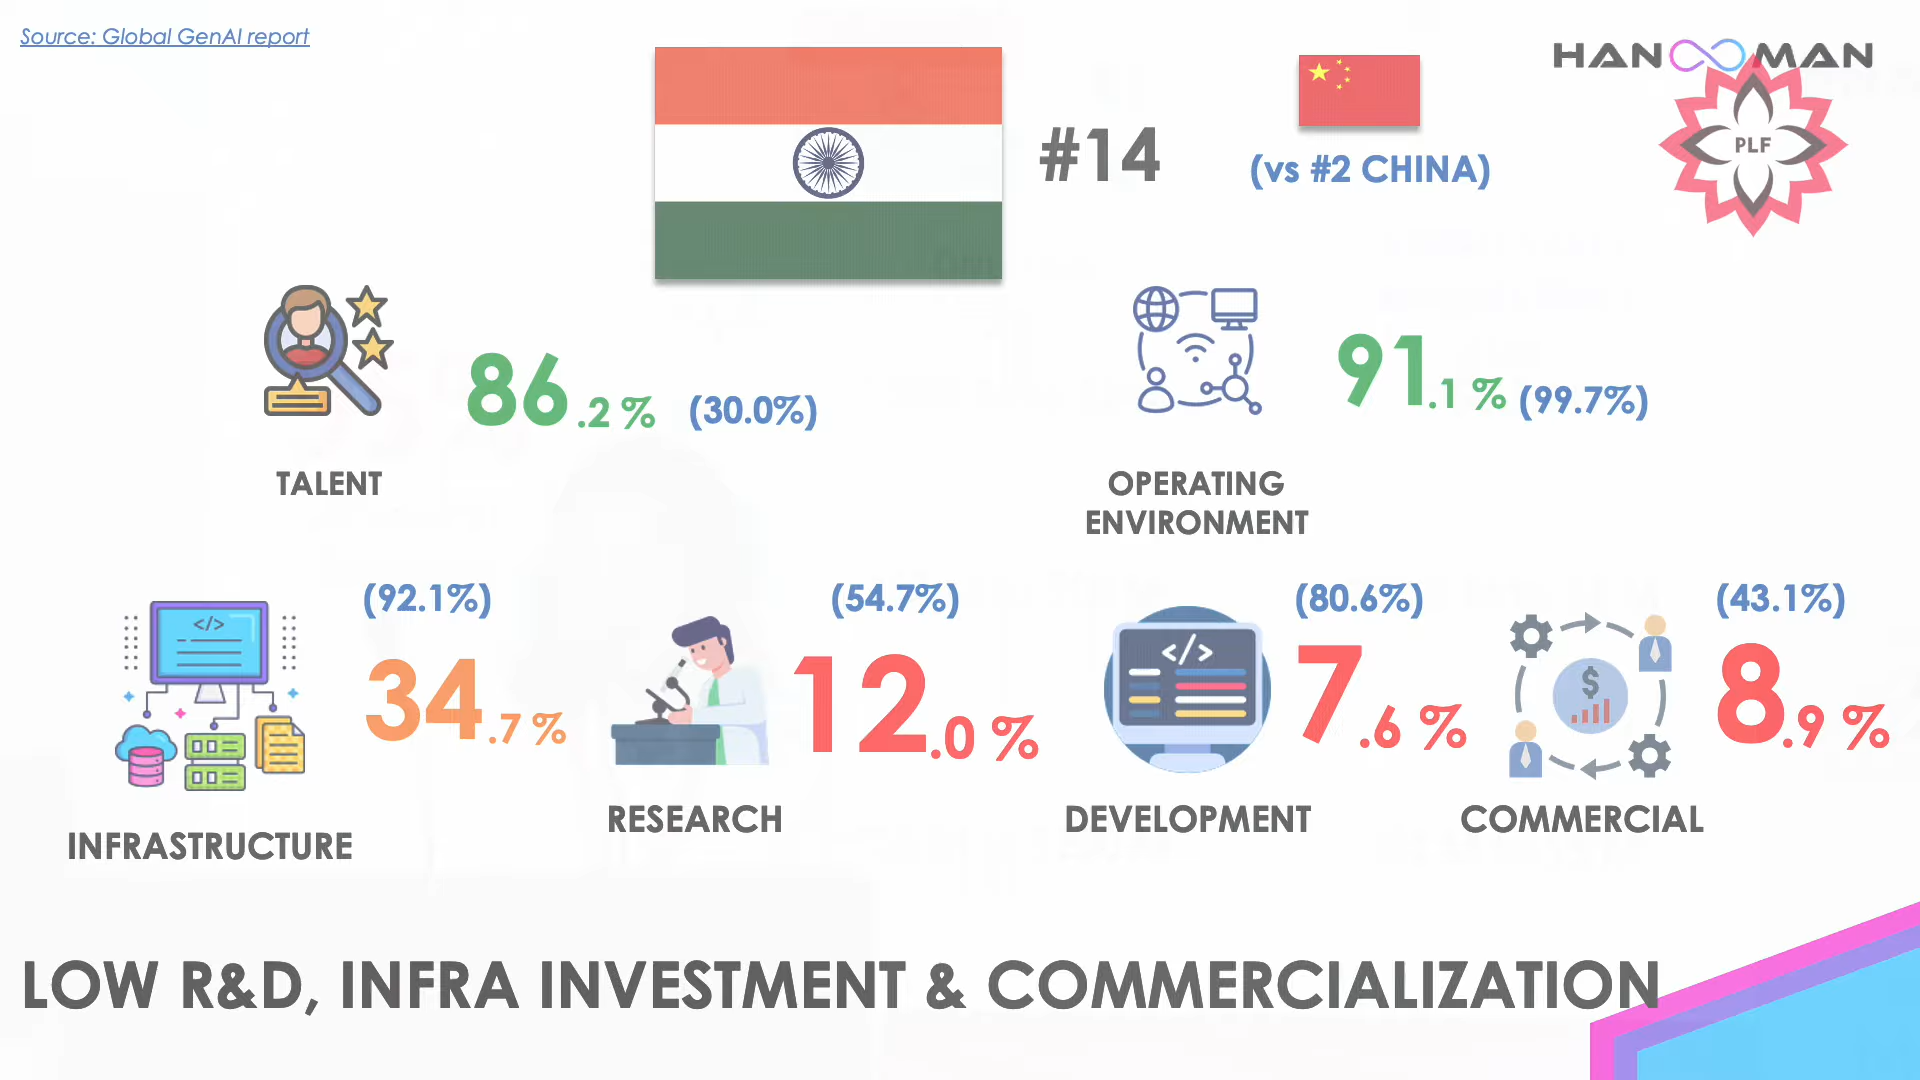 Source: Global GenAI report
HANOOMAN
PLF
#14
(vs #2 CHINA)
86.2 % (30.0%)
TALENT
91.1 % (99.7%)
OPERATING
ENVIRONMENT
(92.1%)
34.7 %
INFRASTRUCTURE
(54.7%)
12.0 %
RESEARCH
(80.6%)
</>
7.6 %
DEVELOPMENT
(43.1%)
$
8.9 %
COMMERCIAL
</>
LOW R&D, INFRA INVESTMENT & COMMERCIALIZATION